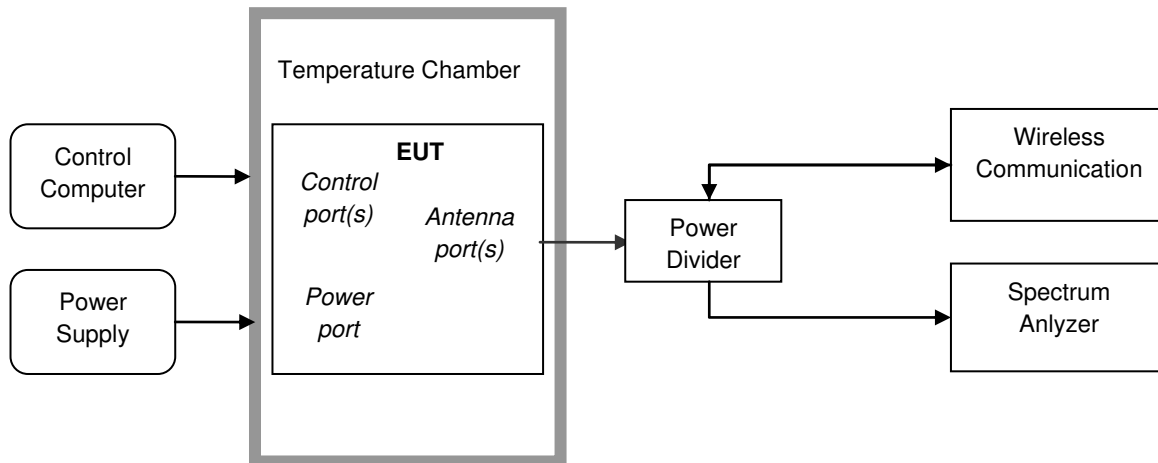 Temperature Chamber
Control
Computer
EUT
Control
port(s)
Antenna
port(s)
Power
port
Power
Supply
Power
Divider
Wireless
Communication
Spectrum
Anlyzer